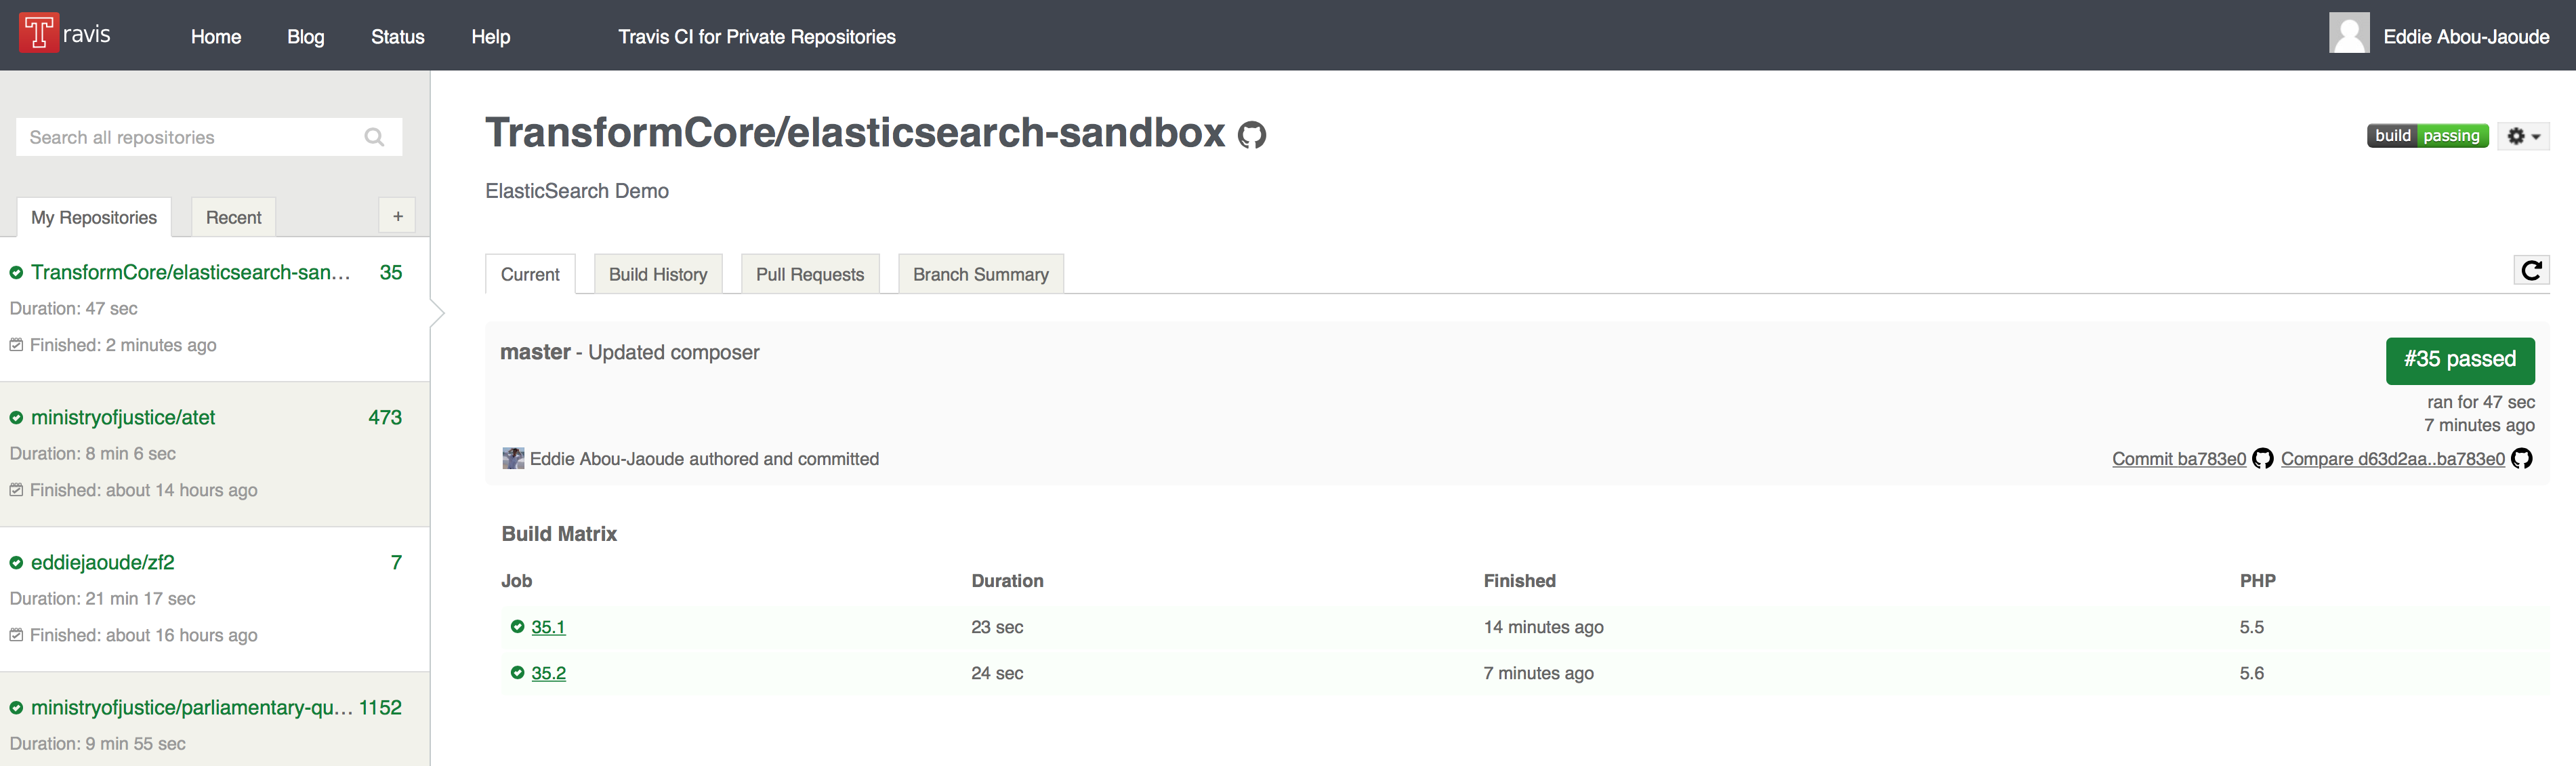 Travis
Home Blog Status Help Travis CI for Private Repositories Eddie Abou-Jaoude
Search all repositories
My Repositories Recent +
TransformCore/elasticsearch-san... 35
Duration: 47 sec
Finished: 2 minutes ago
ministryofjustice/atet 473
Duration: 8 min 6 sec
Finished: about 14 hours ago
eddiejaoude/zf2 7
Duration: 21 min 17 sec
Finished: about 16 hours ago
ministryofjustice/parliamentary-qu... 1152
Duration: 9 min 55 sec
TransformCore/elasticsearch-sandbox
build passing
ElasticSearch Demo
Current Build History Pull Requests Branch Summary
master - Updated composer
#35 passed
ran for 47 sec
7 minutes ago
Eddie Abou-Jaoude authored and committed
Commit ba783e0 Compare d63d2aa..ba783e0
Build Matrix
Job Duration Finished PHP
35.1 23 sec 14 minutes ago 5.5
35.2 24 sec 7 minutes ago 5.6